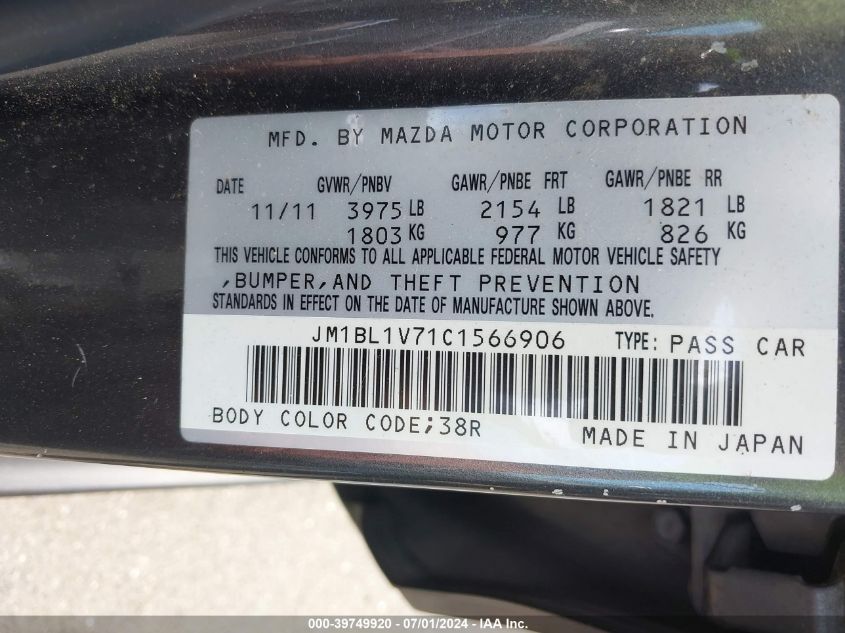 MFD. BY MAZDA MOTOR CORPORATION
DATE GVWR/PNBV GAWR/PNBE FRT GAWR/PNBE RR
11/11 3975 LB 2154 LB 1821 LB
1803 KG 977 KG 826 KG
THIS VEHICLE CONFORMS TO ALL APPLICABLE FEDERAL MOTOR VEHICLE SAFETY
,BUMPER,AND THEFT PREVENTION
STANDARDS IN EFFECT ON THE DATE OF MANUFACTURE SHOWN ABOVE.
JM1BL1V71C1566906 TYPE: PASS CAR
BODY COLOR CODE;38R MADE IN JAPAN
000-39749920 - 07/01/2024 - IAA Inc.